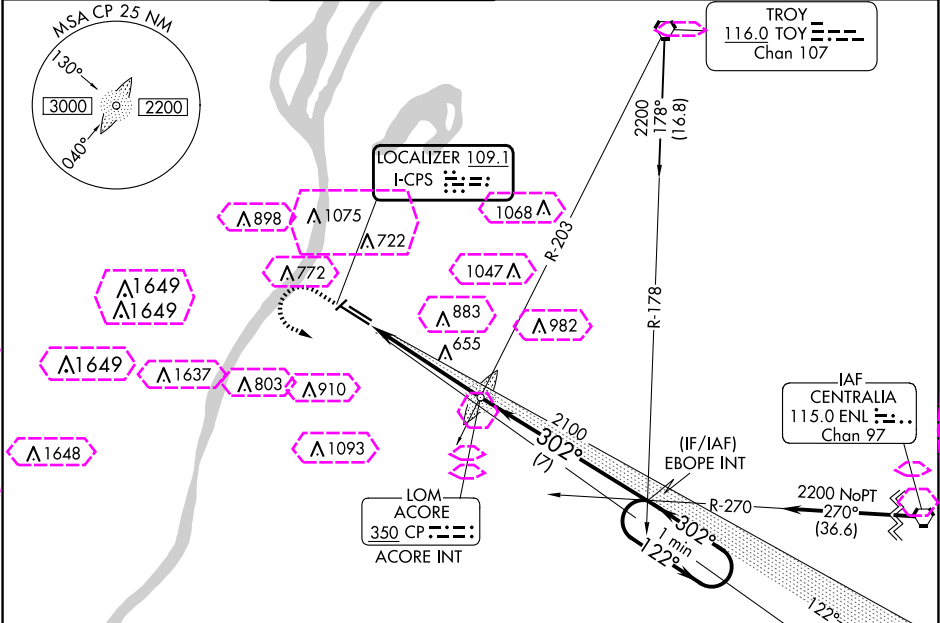 MSA CP 25 NM
130°
3000
2200
040°
TROY
116.0 TOY
Chan 107
2200
178°
(16.8)
LOCALIZER 109.1
I-CPS
898
1075
722
1068
R-203
772
1047
1649
1649
883
982
655
R-178
1649
1637
803
910
IAF
CENTRALIA
115.0 ENL
Chan 97
2100
302°
(7)
(IF/IAF)
EBOPE INT
1648
1093
LOM
ACORE
350 CP
ACORE INT
R-270
2200 NoPT
270°
(36.6)
302°
1 min
122°
122°